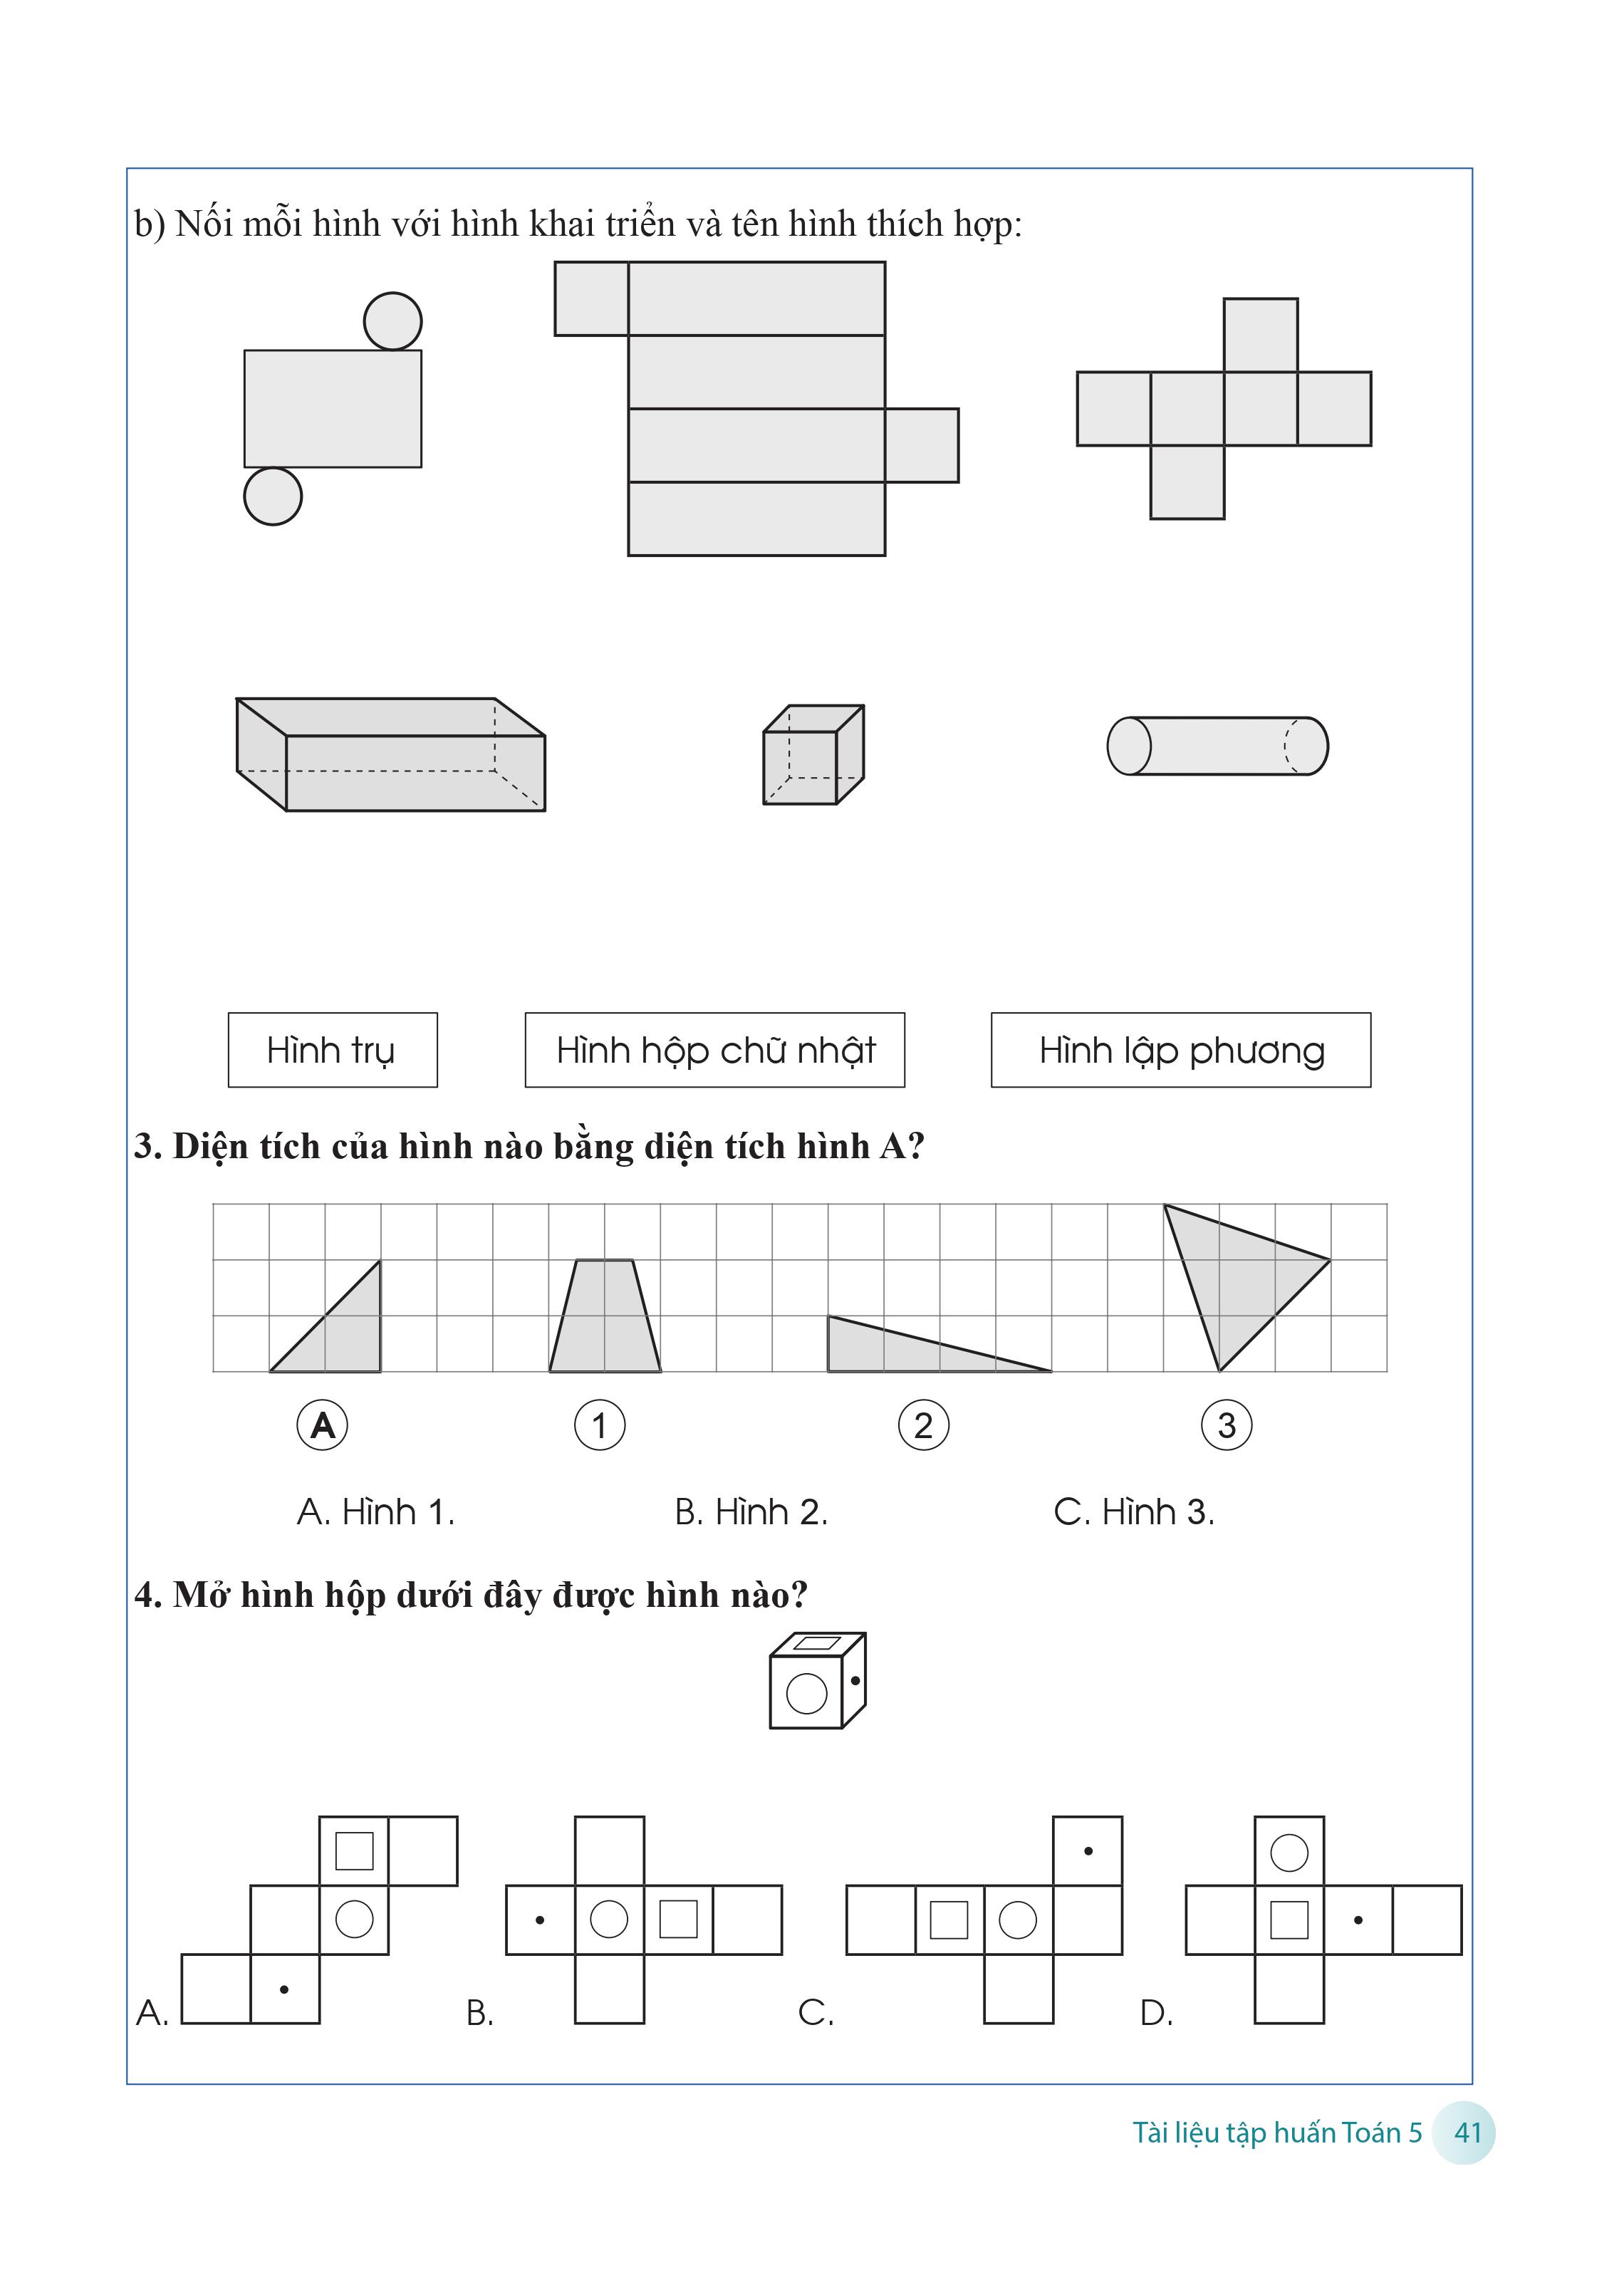 b) Nối mỗi hình với hình khai triển và tên hình thích hợp:
Hình trụ
Hình hộp chữ nhật
Hình lập phương
3. Diện tích của hình nào bằng diện tích hình A?
A
1
2
3
A. Hình 1.
B. Hình 2.
C. Hình 3.
4. Mở hình hộp dưới đây được hình nào?
A.
B.
C.
D.
Tài liệu tập huấn Toán 5
41